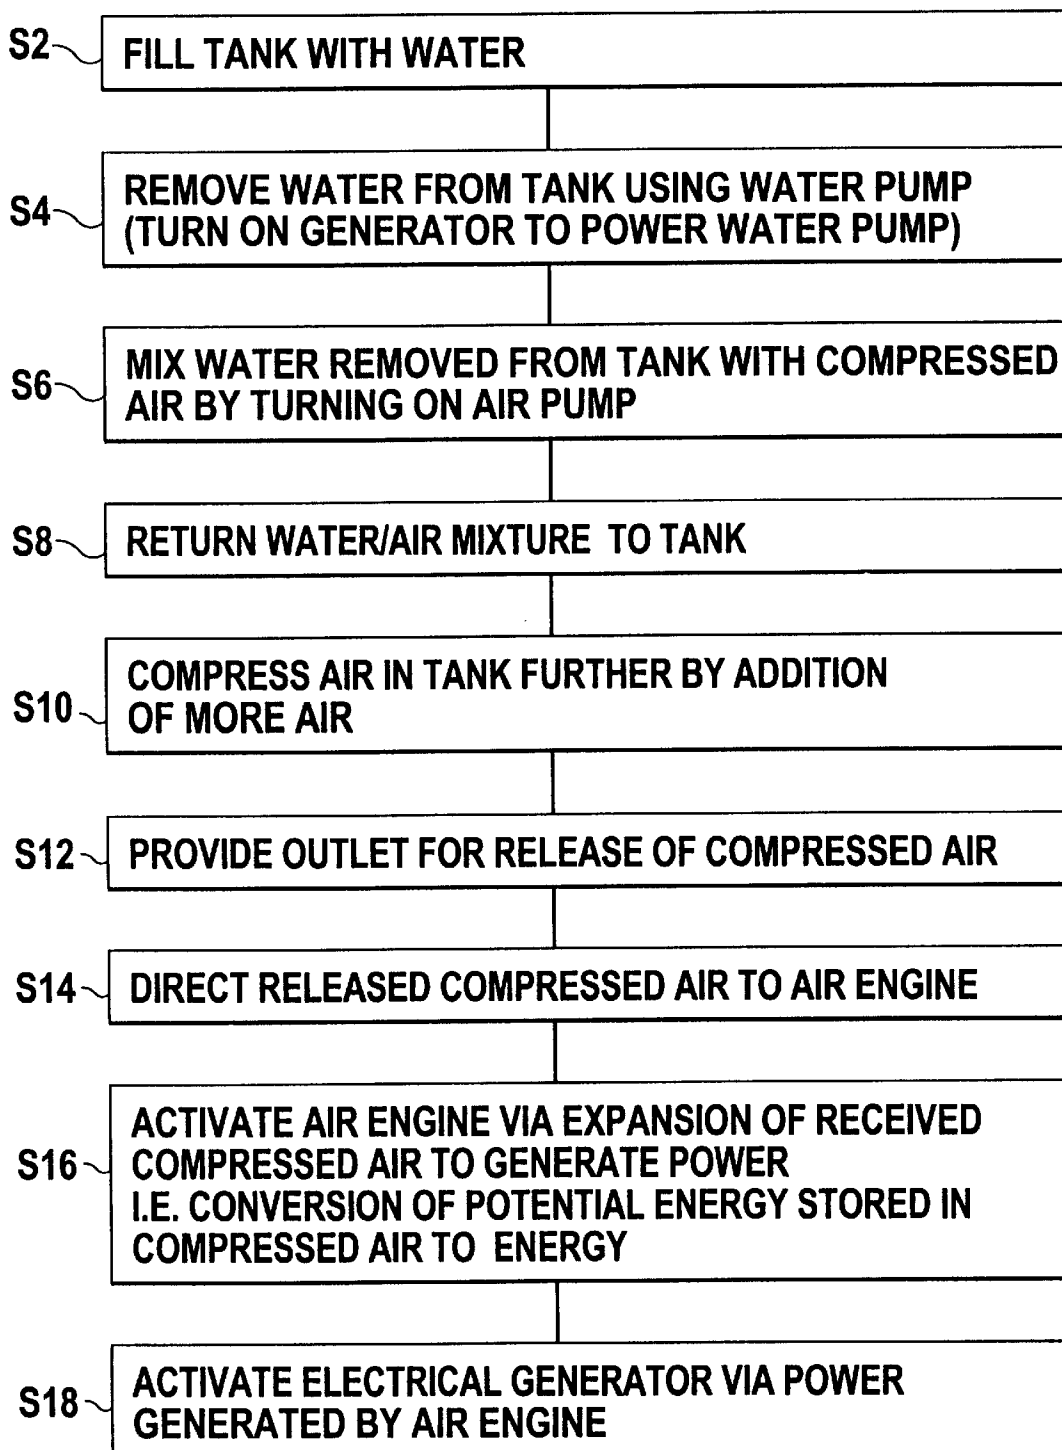 S2
FILL TANK WITH WATER
S4
REMOVE WATER FROM TANK USING WATER PUMP
(TURN ON GENERATOR TO POWER WATER PUMP)
S6
MIX WATER REMOVED FROM TANK WITH COMPRESSED
AIR BY TURNING ON AIR PUMP
S8
RETURN WATER/AIR MIXTURE TO TANK
S10
COMPRESS AIR IN TANK FURTHER BY ADDITION
OF MORE AIR
S12
PROVIDE OUTLET FOR RELEASE OF COMPRESSED AIR
S14
DIRECT RELEASED COMPRESSED AIR TO AIR ENGINE
S16
ACTIVATE AIR ENGINE VIA EXPANSION OF RECEIVED
COMPRESSED AIR TO GENERATE POWER
I.E. CONVERSION OF POTENTIAL ENERGY STORED IN
COMPRESSED AIR TO ENERGY
S18
ACTIVATE ELECTRICAL GENERATOR VIA POWER
GENERATED BY AIR ENGINE